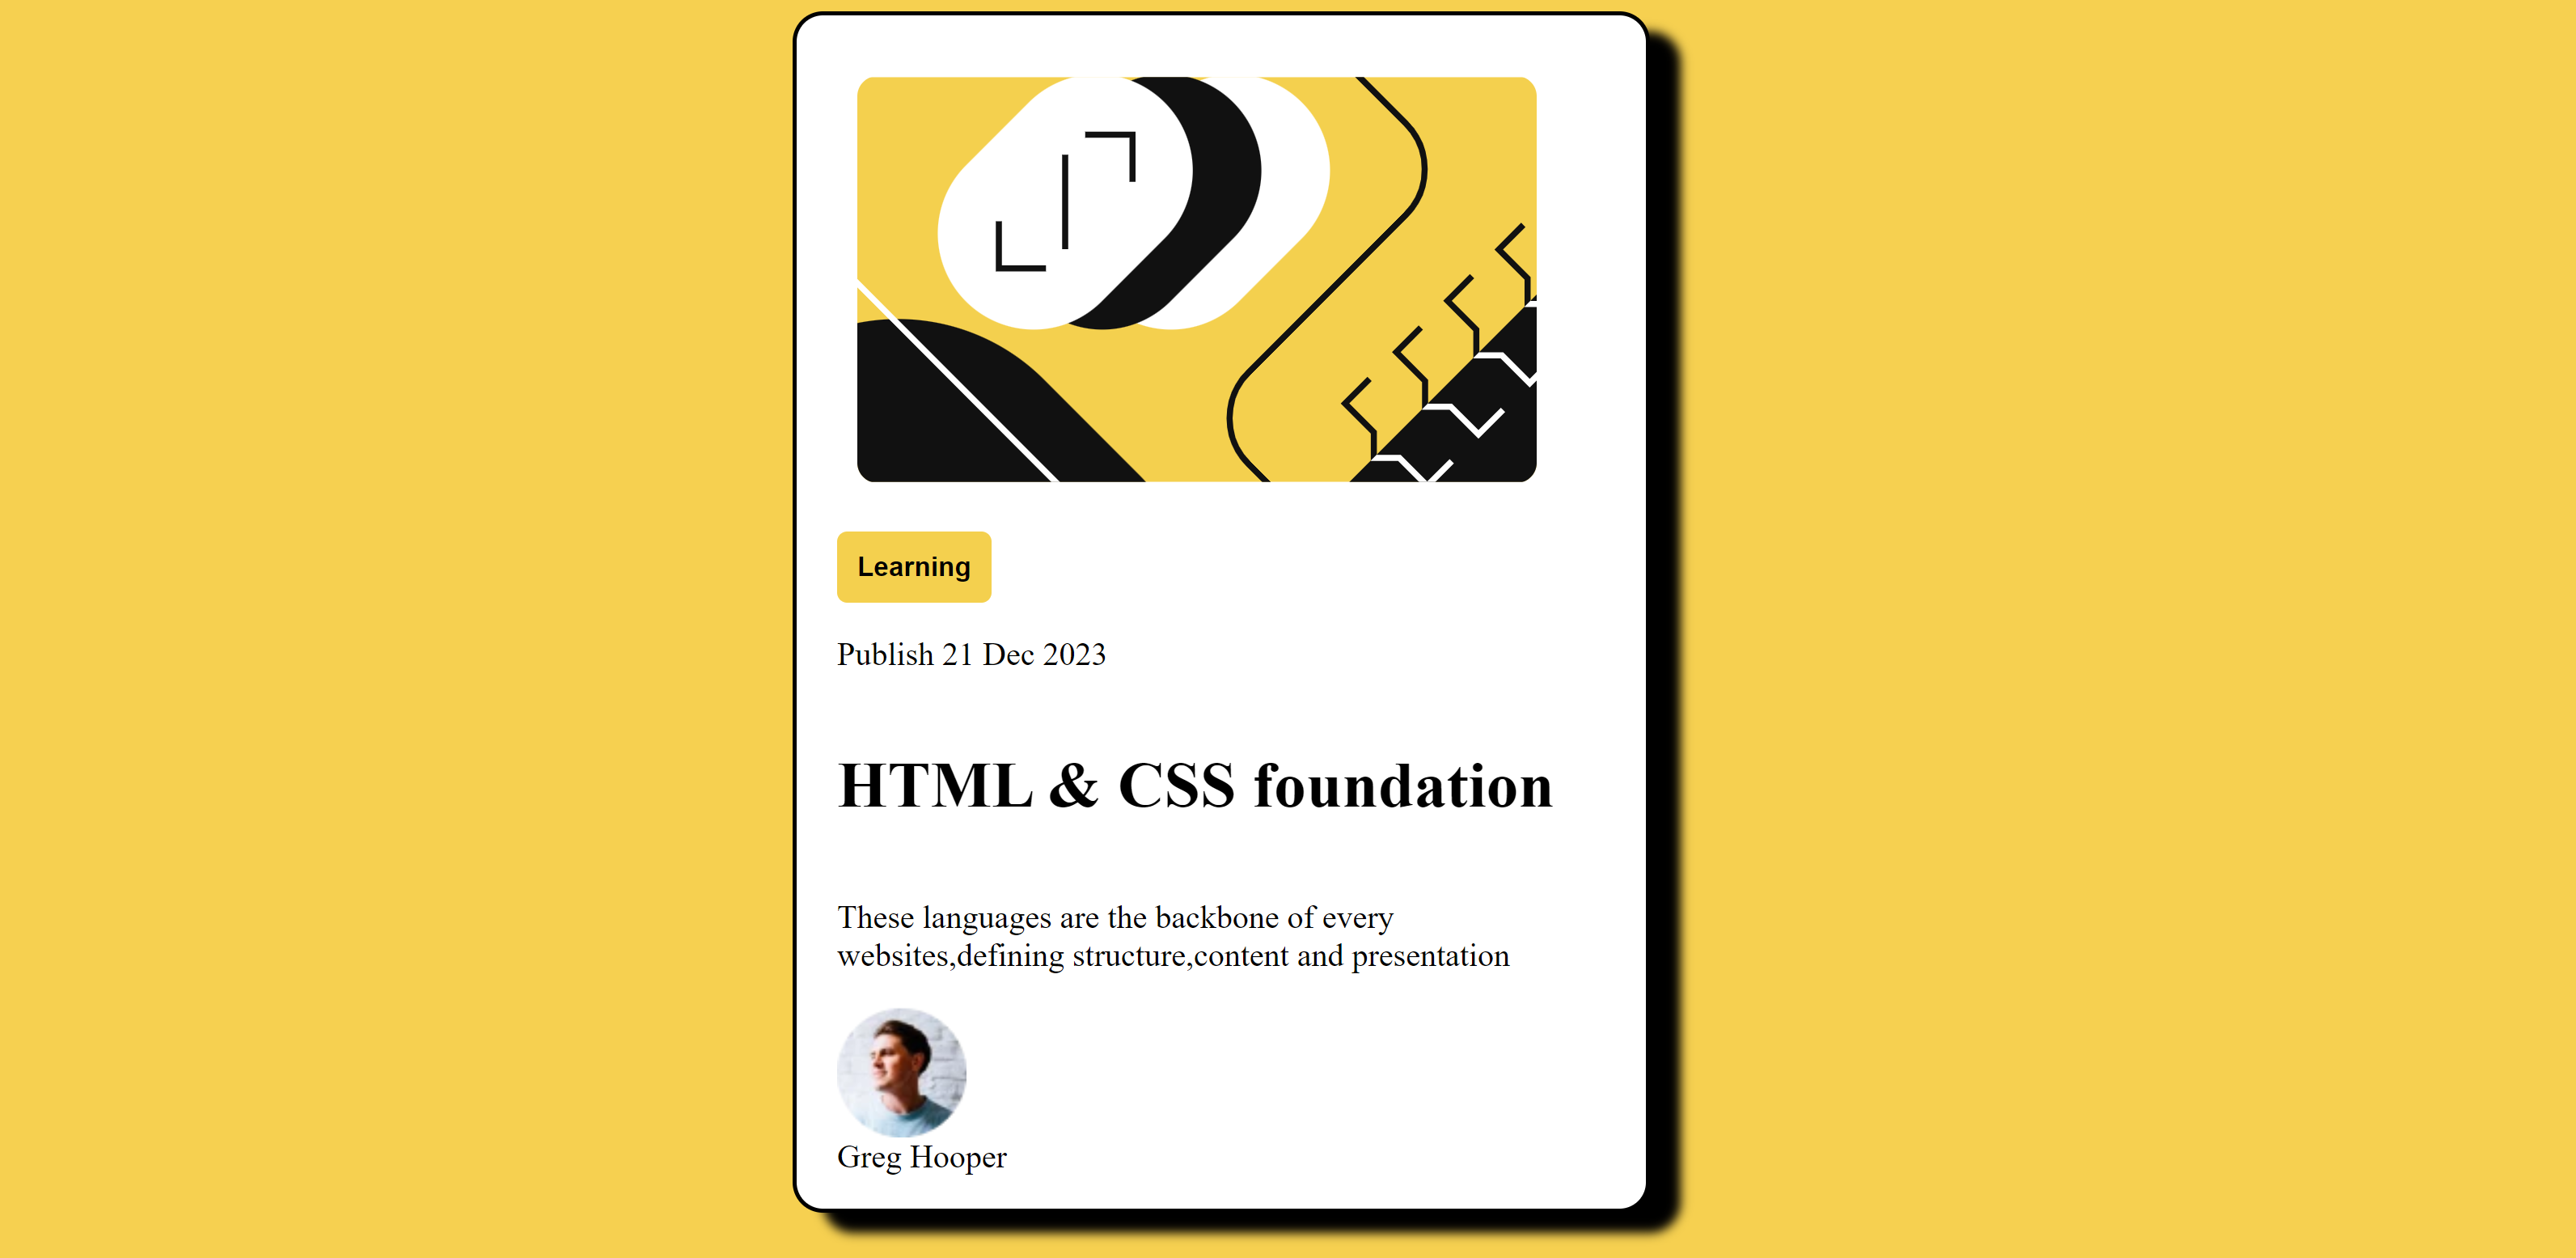 Learning
Publish 21 Dec 2023
HTML & CSS foundation
These languages are the backbone of every
websites,defining structure,content and presentation
Greg Hooper